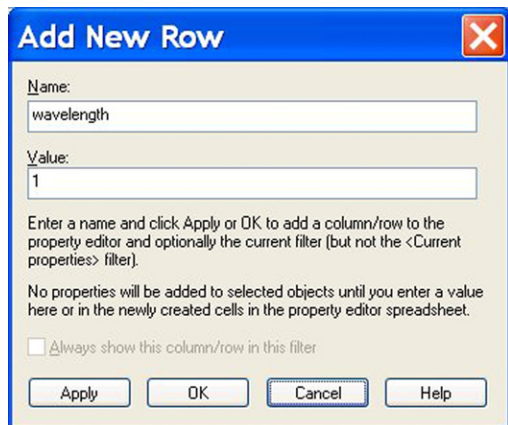 Add New Row
Name:
wavelength
Value:
1
Enter a name and click Apply or OK to add a column/row to the
property editor and optionally the current filter (but not the <Current
properties> filter).
No properties will be added to selected objects until you enter a value
here or in the newly created cells in the property editor spreadsheet.
Always show this column/row in this filter
Apply OK Cancel Help